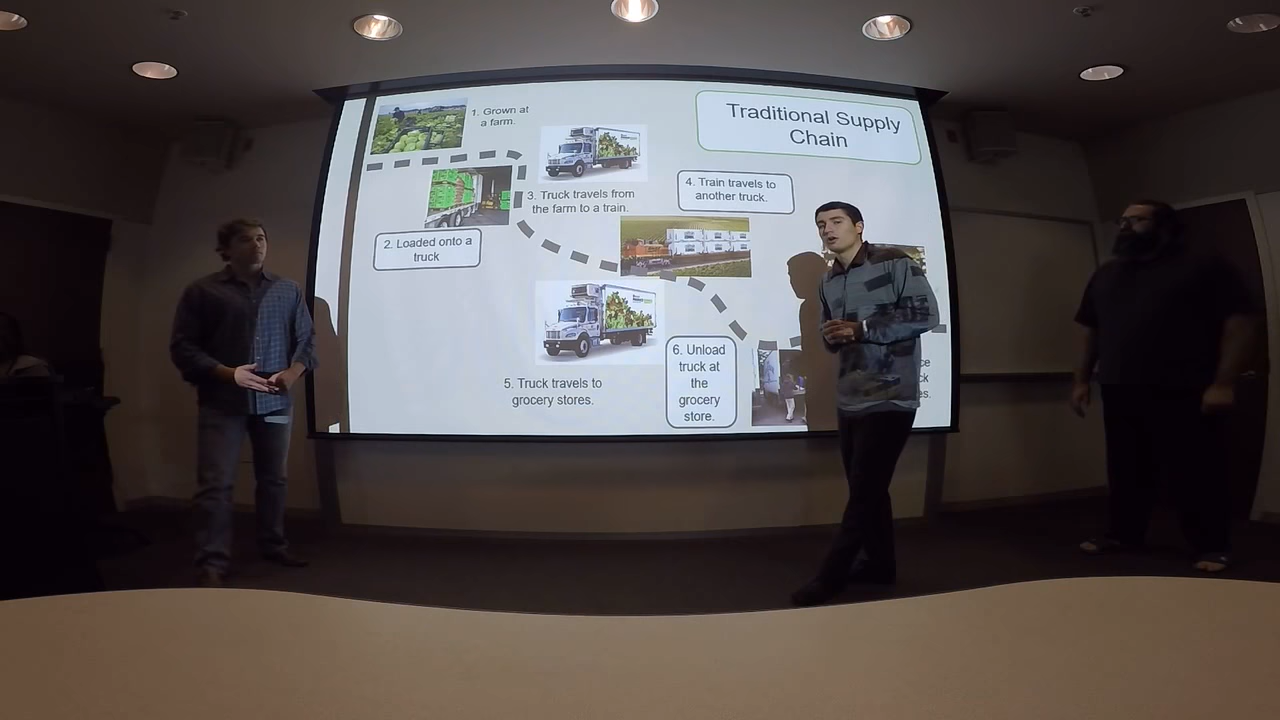 Traditional Supply
Chain
1. Grown at
a farm.
2. Loaded onto a
truck
3. Truck travels from
the farm to a train.
4. Train travels to
another truck.
5. Truck travels to
grocery stores.
6. Unload
truck at
the
grocery
store.